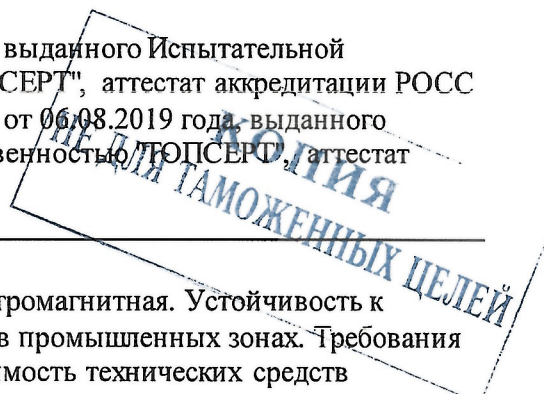 выданного Испытательной
СЕРТ", аттестат аккредитации РОСС
от 06.08.2019 года, выданного
венностью "ТОПСЕРТ", аттестат
КОПИЯ
НЕ ДЛЯ ТАМОЖЕННЫХ ЦЕЛЕЙ
тромагнитная. Устойчивость к
в промышленных зонах. Требования
мость технических средств